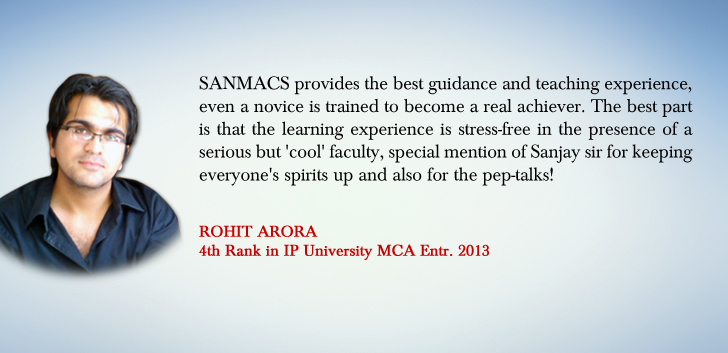 SANMACS provides the best guidance and teaching experience,
even a novice is trained to become a real achiever. The best part
is that the learning experience is stress-free in the presence of a
serious but 'cool' faculty, special mention of Sanjay sir for keeping
everyone's spirits up and also for the pep-talks!
ROHIT ARORA
4th Rank in IP University MCA Entr. 2013